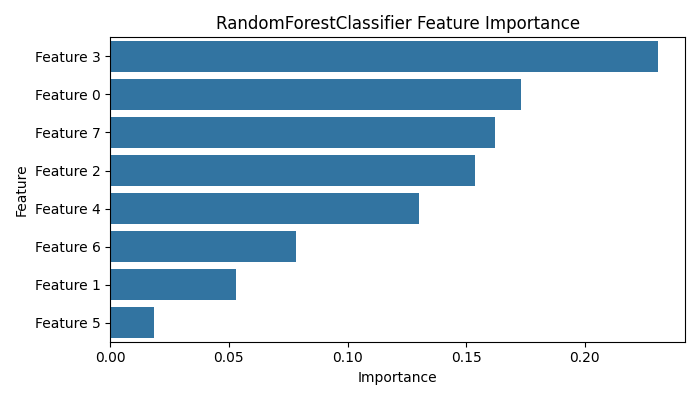 RandomForestClassifier Feature Importance
Feature 3
Feature 0
Feature 7
Feature 2
Feature 4
Feature 6
Feature 1
Feature 5
Feature
0.00 0.05 0.10 0.15 0.20
Importance